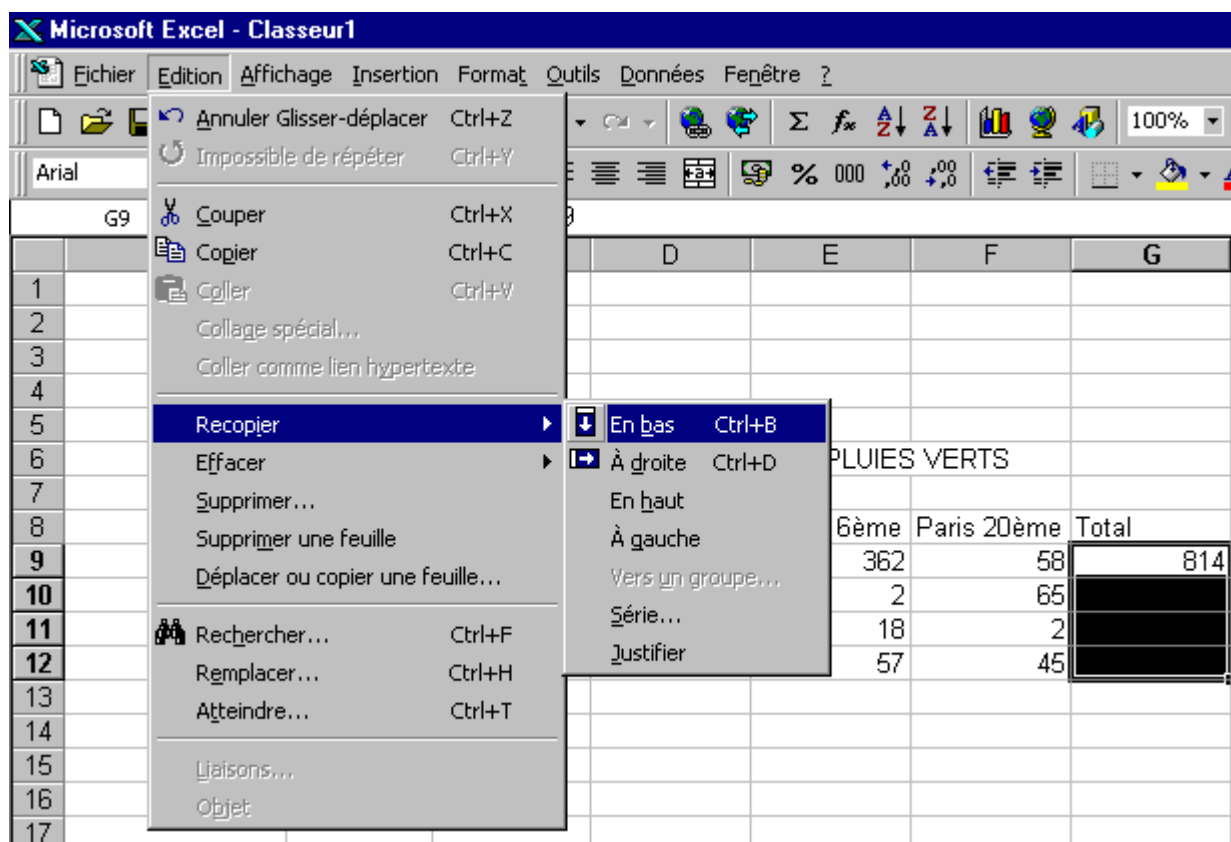 Microsoft Excel - Classeur1
Fichier Edition Affichage Insertion Format Outils Données Fenêtre ?
100%
Arial
% 000
G9
Annuler Glisser-déplacer Ctrl+Z
Impossible de répéter Ctrl+Y
Couper Ctrl+X
Copier Ctrl+C
Coller Ctrl+V
Collage spécial...
Coller comme lien hypertexte
Recopier
Effacer
Supprimer...
Supprimer une feuille
Déplacer ou copier une feuille...
Rechercher... Ctrl+F
Remplacer... Ctrl+H
Atteindre... Ctrl+T
Liaisons...
Objet
En bas Ctrl+B
À droite Ctrl+D
En haut
À gauche
Vers un groupe...
Série...
Justifier
D E F G
1
2
3
4
5
6 PLUIES VERTS
7
8 6ème Paris 20ème Total
9 362 58 814
10 2 65
11 18 2
12 57 45
13
14
15
16
17